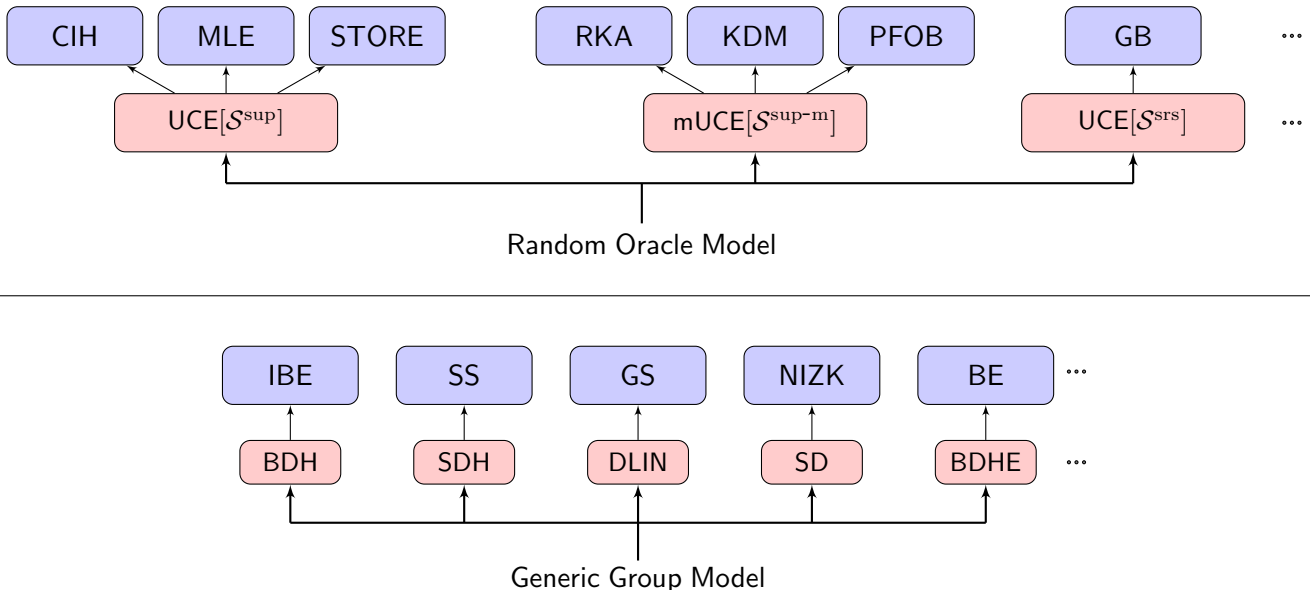 CIH MLE STORE RKA KDM PFOB GB ...
UCE[𝒮^sup] mUCE[𝒮^sup-m] UCE[𝒮^srs] ...
Random Oracle Model
IBE SS GS NIZK BE ...
BDH SDH DLIN SD BDHE ...
Generic Group Model